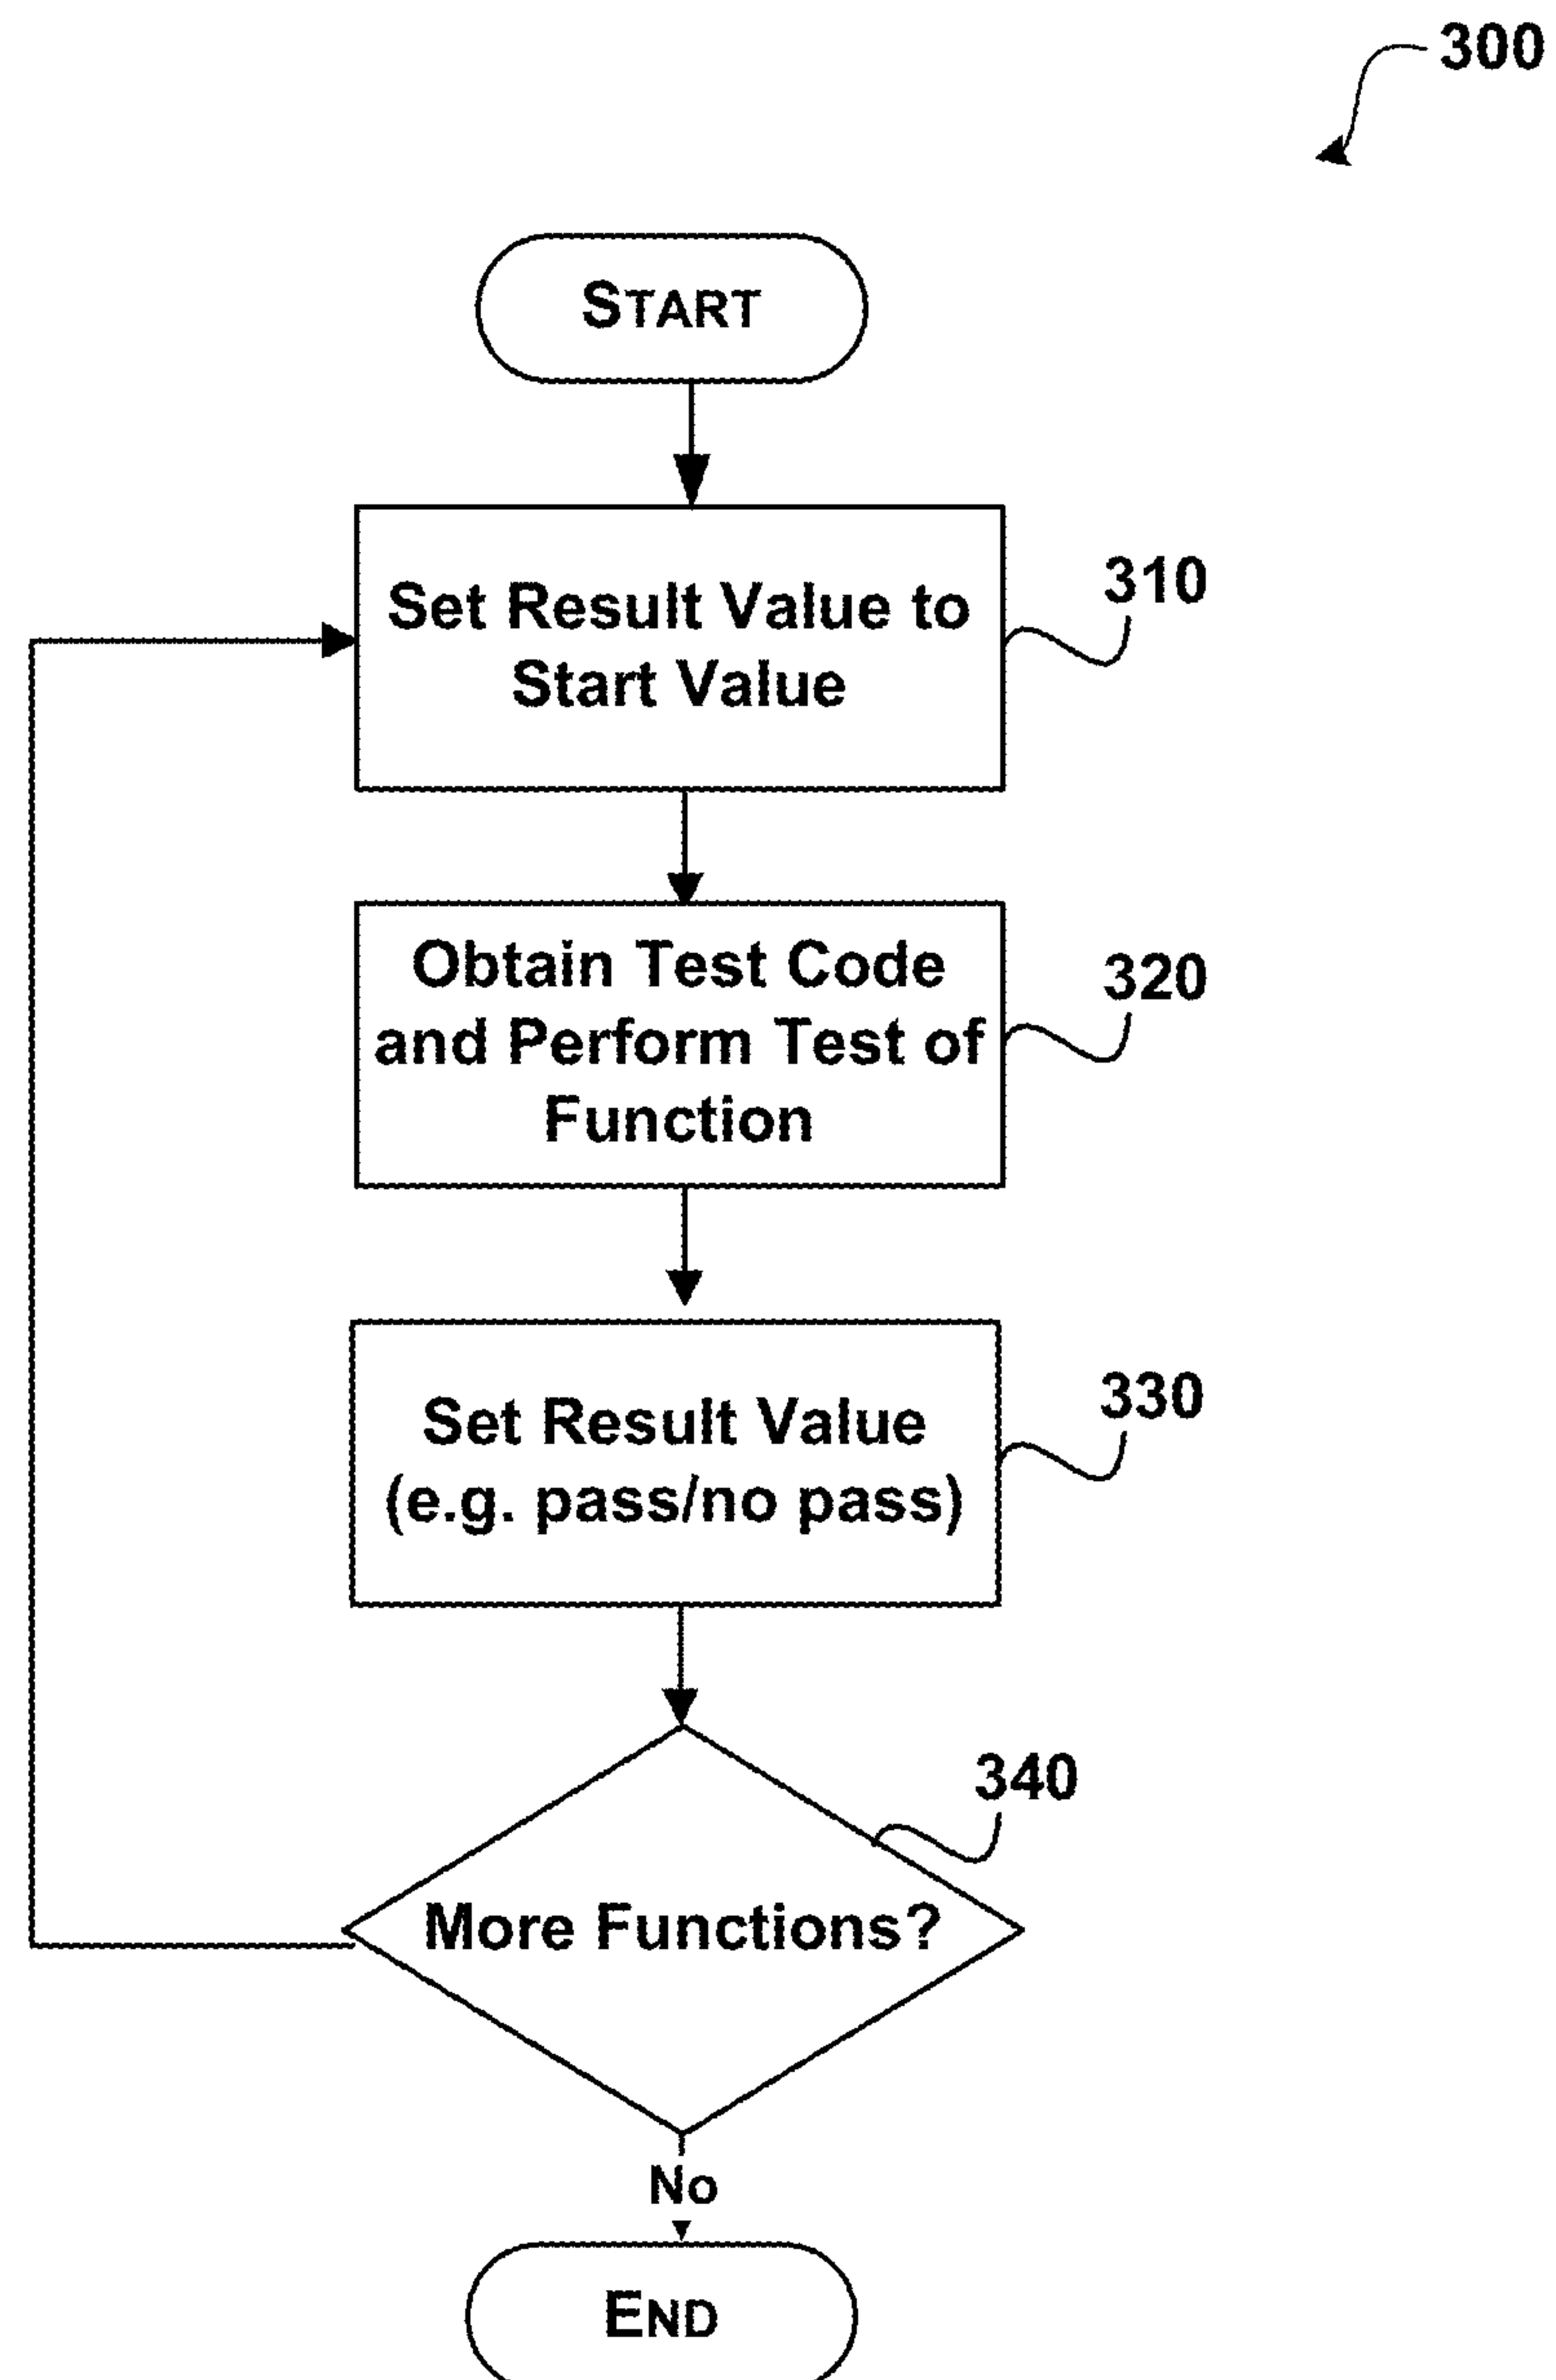 300
START
Set Result Value to
Start Value
310
Obtain Test Code
and Perform Test of
Function
320
Set Result Value
(e.g. pass/no pass)
330
340
More Functions?
No
END